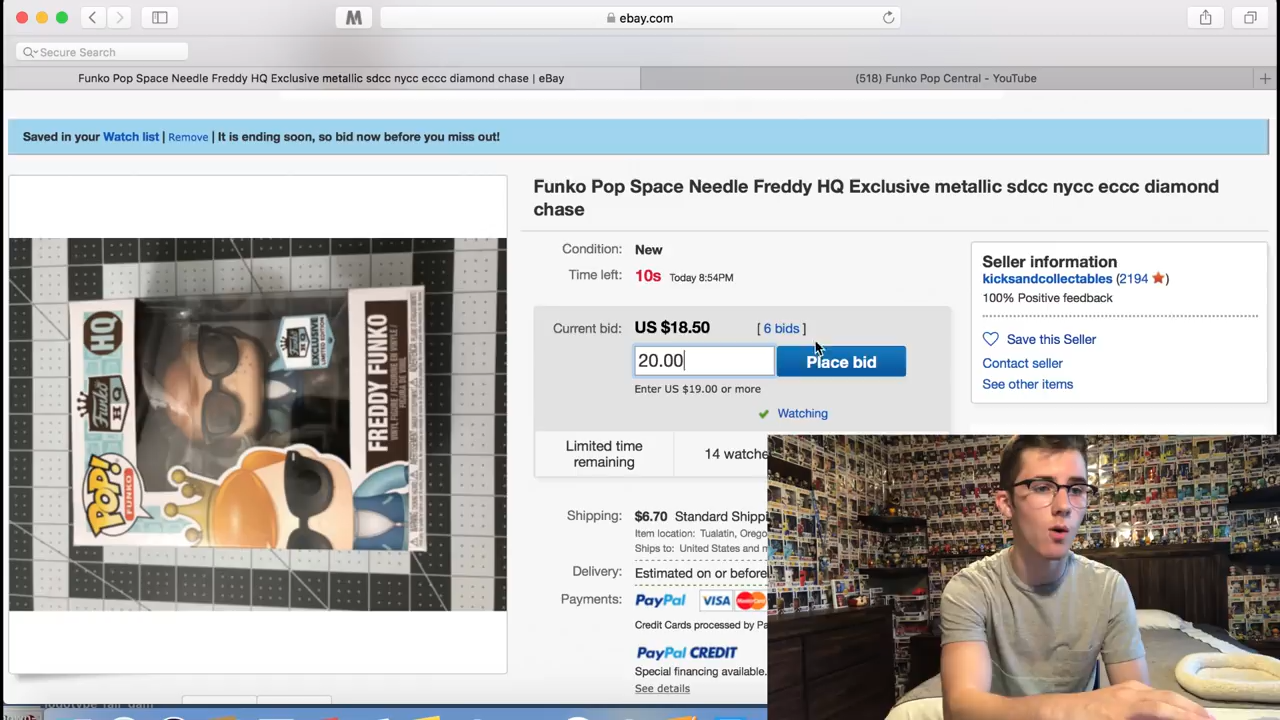 ebay.com
Secure Search
Funko Pop Space Needle Freddy HQ Exclusive metallic sdcc nycc eccc diamond chase | eBay
(518) Funko Pop Central - YouTube
Saved in your Watch list | Remove | It is ending soon, so bid now before you miss out!
Funko Pop Space Needle Freddy HQ Exclusive metallic sdcc nycc eccc diamond
chase
Condition: New
Time left: 10s Today 8:54PM
Current bid: US $18.50 [ 6 bids ]
20.00
Place bid
Enter US $19.00 or more
Watching
Limited time
remaining
14 watche
Shipping: $6.70 Standard Shipp
Item location: Tualatin, Orego
Ships to: United States and m
Delivery: Estimated on or before
Payments: PayPal VISA MasterCard
Credit Cards processed by Pa
PayPal CREDIT
Special financing available.
See details
Seller information
kicksandcollectables (2194)
100% Positive feedback
Save this Seller
Contact seller
See other items
HQ
Funko
HQ
POP!
FUNKO
EXCLUSIVE
FREDDY FUNKO